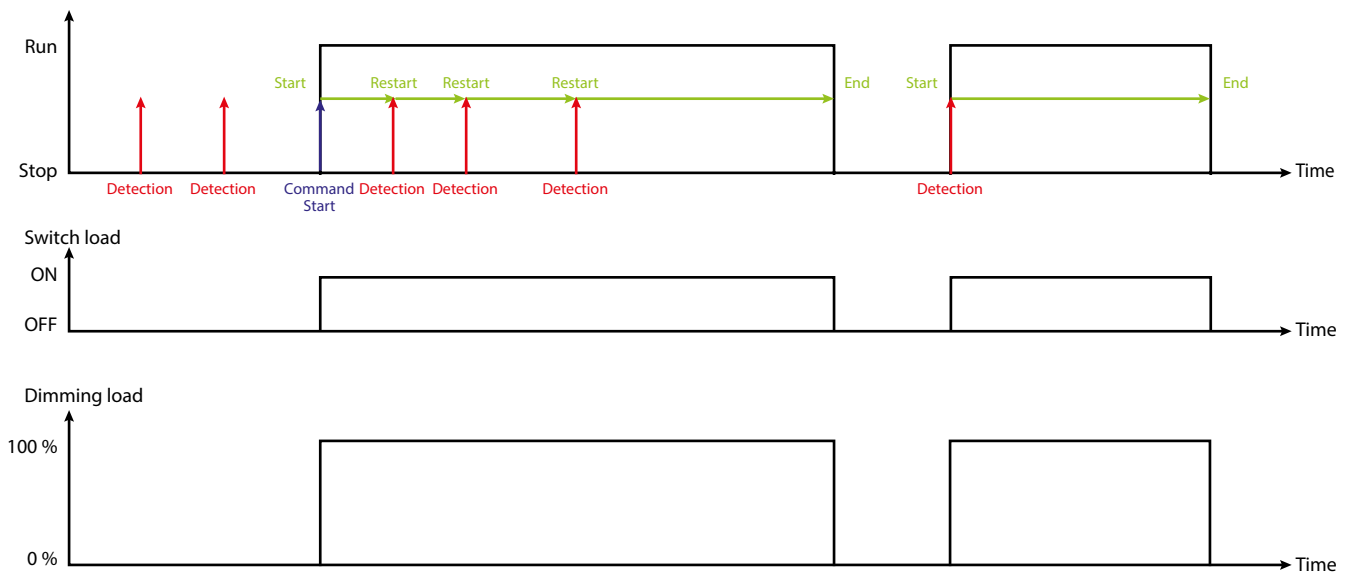 Run
Start
Restart
Restart
Restart
End
Start
End
Stop
Time
Detection
Detection
Command
Start
Detection
Detection
Detection
Detection
Switch load
ON
OFF
Time
Dimming load
100 %
0 %
Time